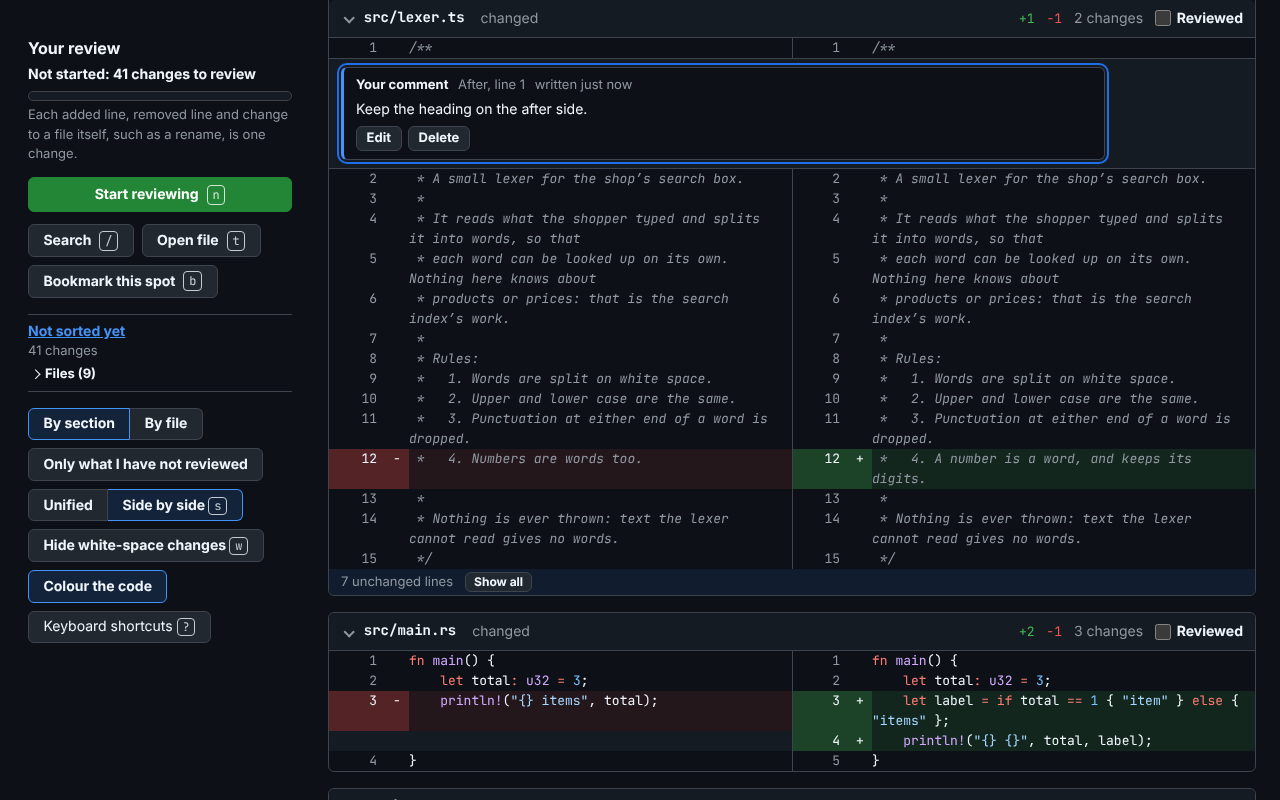 Your review
Not started: 41 changes to review
Each added line, removed line and change
to a file itself, such as a rename, is one
change.
Start reviewing n
Search / Open file t
Bookmark this spot b
Not sorted yet
41 changes
Files (9)
By section By file
Only what I have not reviewed
Unified Side by side s
Hide white-space changes w
Colour the code
Keyboard shortcuts ?
src/lexer.ts changed +1 -1 2 changes Reviewed
1 /** 1 /**
Your comment After, line 1 written just now
Keep the heading on the after side.
Edit Delete
2 * A small lexer for the shop’s search box. 2 * A small lexer for the shop’s search box.
3 * 3 *
4 * It reads what the shopper typed and splits 4 * It reads what the shopper typed and splits
it into words, so that it into words, so that
5 * each word can be looked up on its own. 5 * each word can be looked up on its own.
Nothing here knows about Nothing here knows about
6 * products or prices: that is the search 6 * products or prices: that is the search
index’s work. index’s work.
7 * 7 *
8 * Rules: 8 * Rules:
9 * 1. Words are split on white space. 9 * 1. Words are split on white space.
10 * 2. Upper and lower case are the same. 10 * 2. Upper and lower case are the same.
11 * 3. Punctuation at either end of a word is 11 * 3. Punctuation at either end of a word is
dropped. dropped.
12 - * 4. Numbers are words too. 12 + * 4. A number is a word, and keeps its
digits.
13 * 13 *
14 * Nothing is ever thrown: text the lexer 14 * Nothing is ever thrown: text the lexer
cannot read gives no words. cannot read gives no words.
15 */ 15 */
7 unchanged lines Show all
src/main.rs changed +2 -1 3 changes Reviewed
1 fn main() { 1 fn main() {
2 let total: u32 = 3; 2 let total: u32 = 3;
3 - println!("{} items", total); 3 + let label = if total == 1 { "item" } else {
"items" };
4 + println!("{} {}", total, label);
4 } 5 }